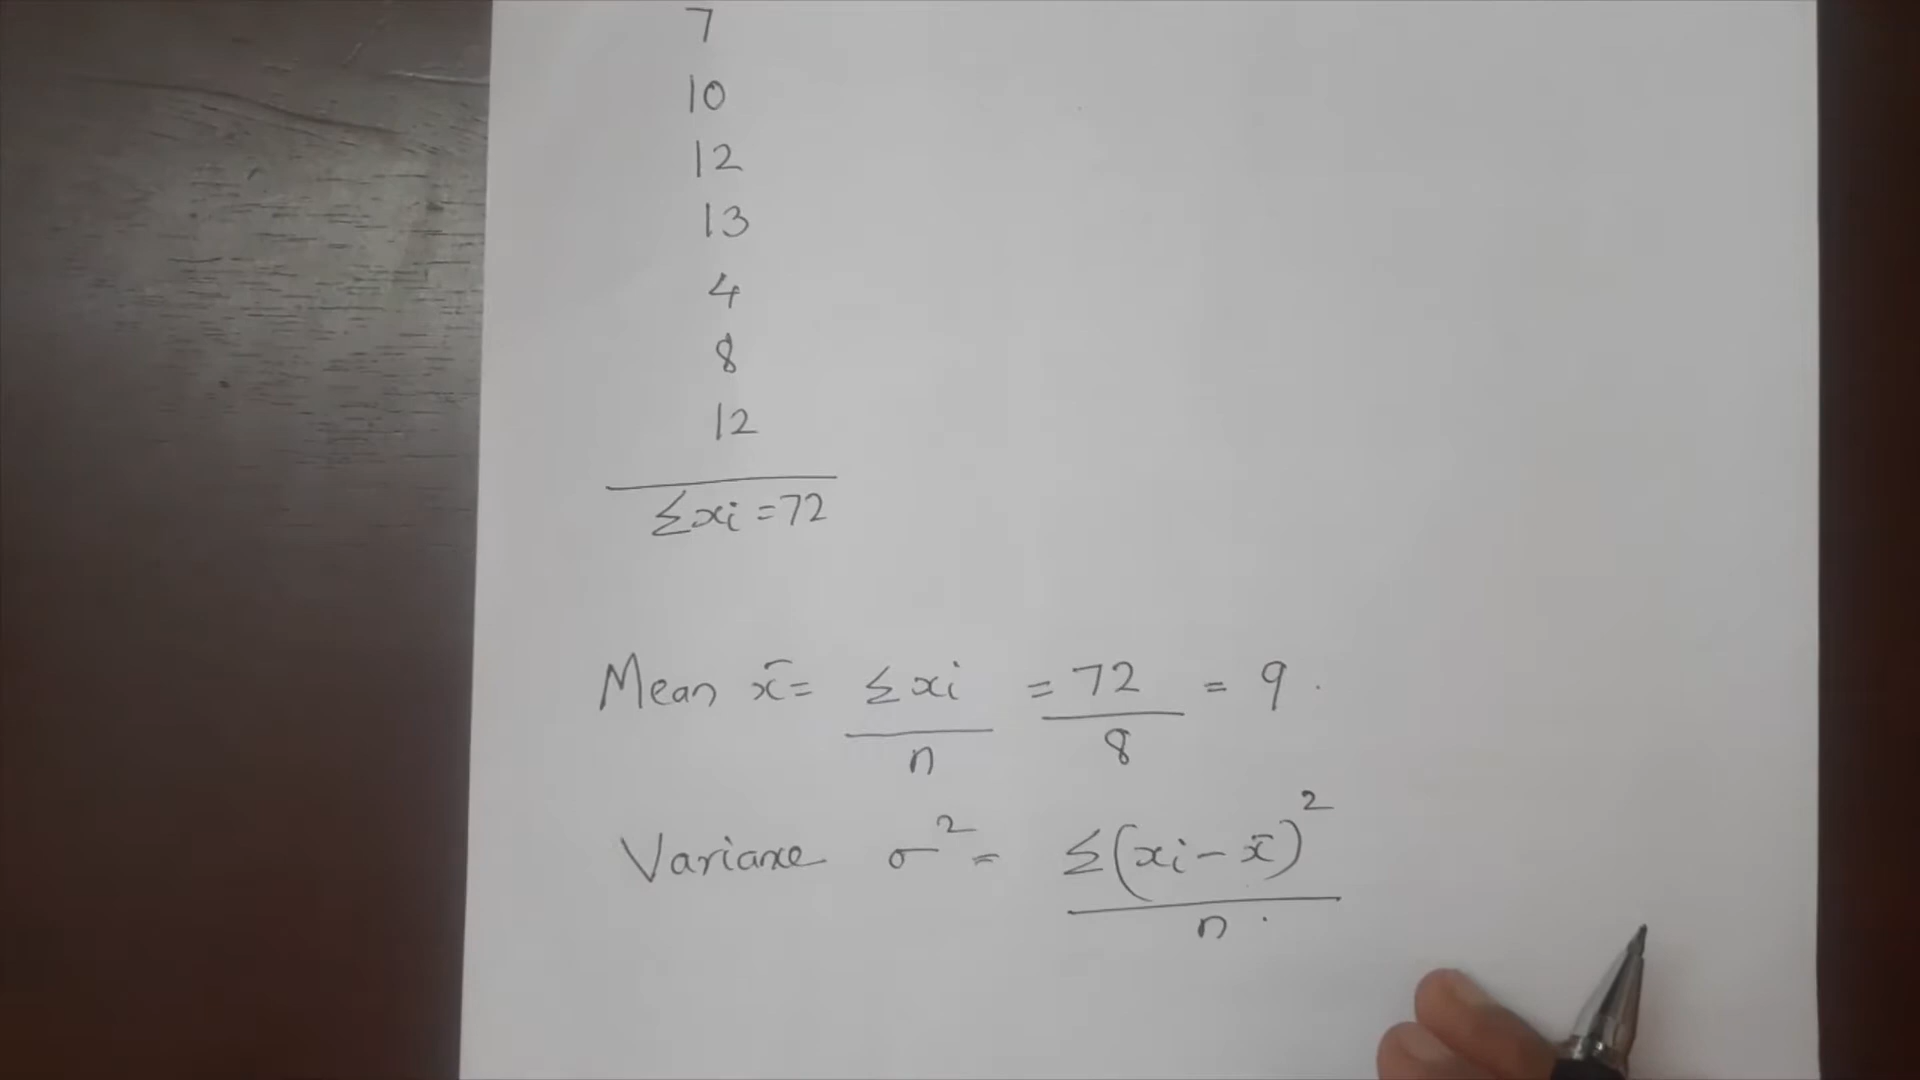 7
10
12
13
4
8
12
Σxi = 72
Mean x̄ = Σxi / n = 72 / 8 = 9.
Variance σ² = Σ(xi − x̄)² / n.